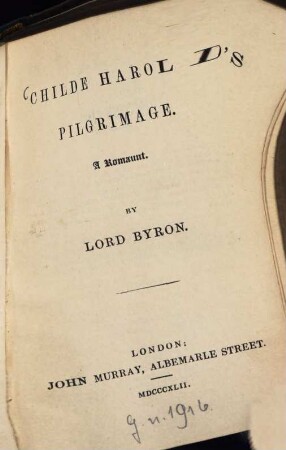 CHILDE HAROLD'S
PILGRIMAGE.
A Romaunt.
BY
LORD BYRON.
LONDON:
JOHN MURRAY, ALBEMARLE STREET.
MDCCCXLII.
g. n. 1916.